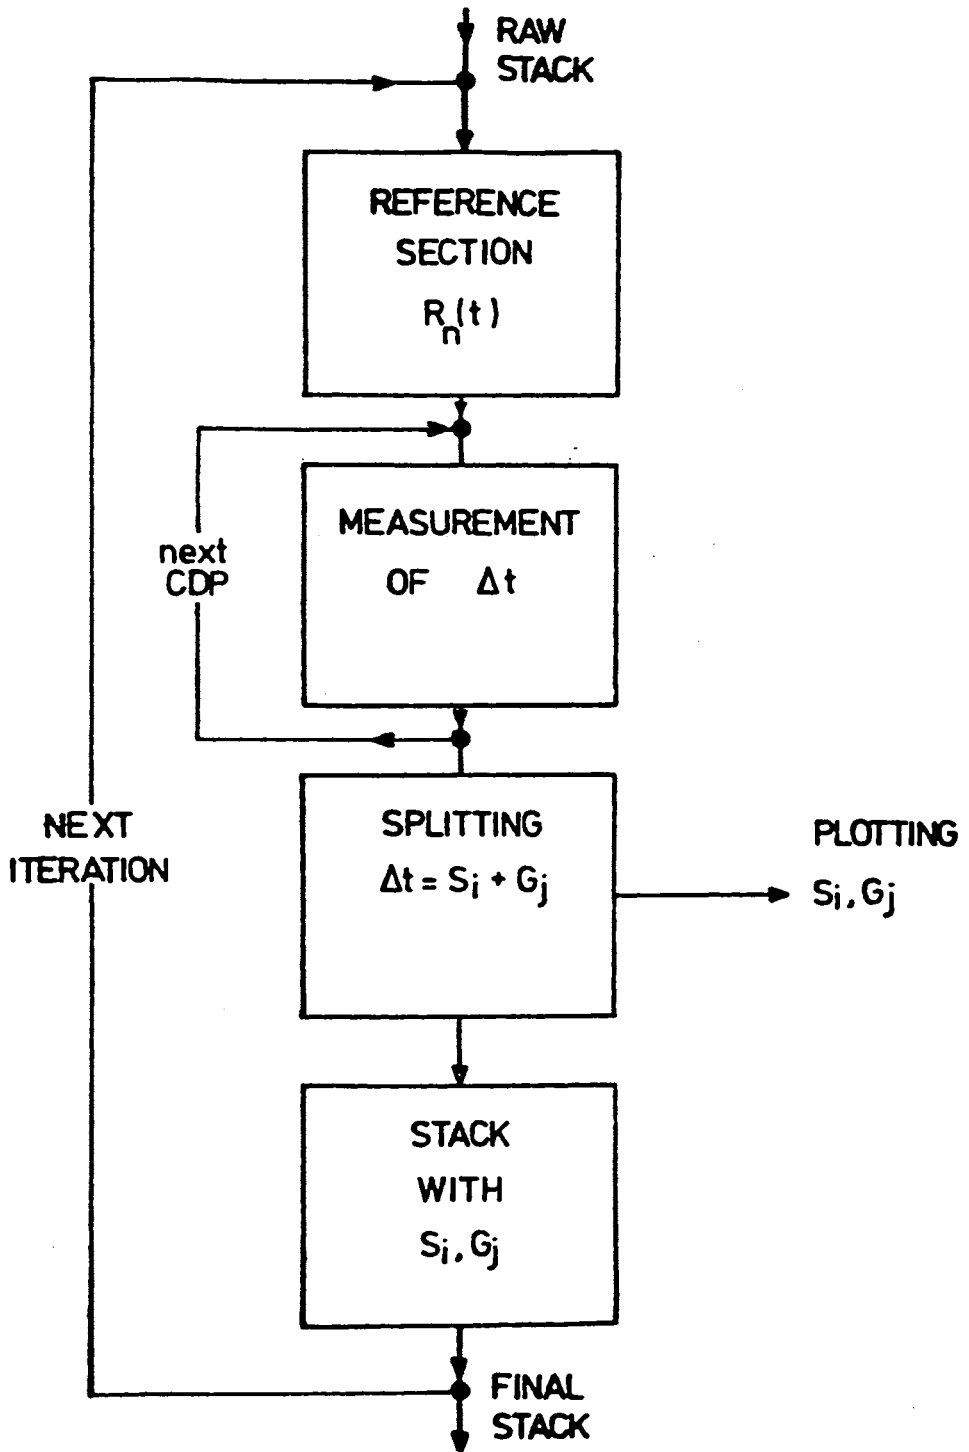 RAW
STACK
REFERENCE
SECTION
Rn(t)
MEASUREMENT
OF Δt
next
CDP
SPLITTING
Δt = Si + Gj
PLOTTING
Si, Gj
NEXT
ITERATION
STACK
WITH
Si, Gj
FINAL
STACK